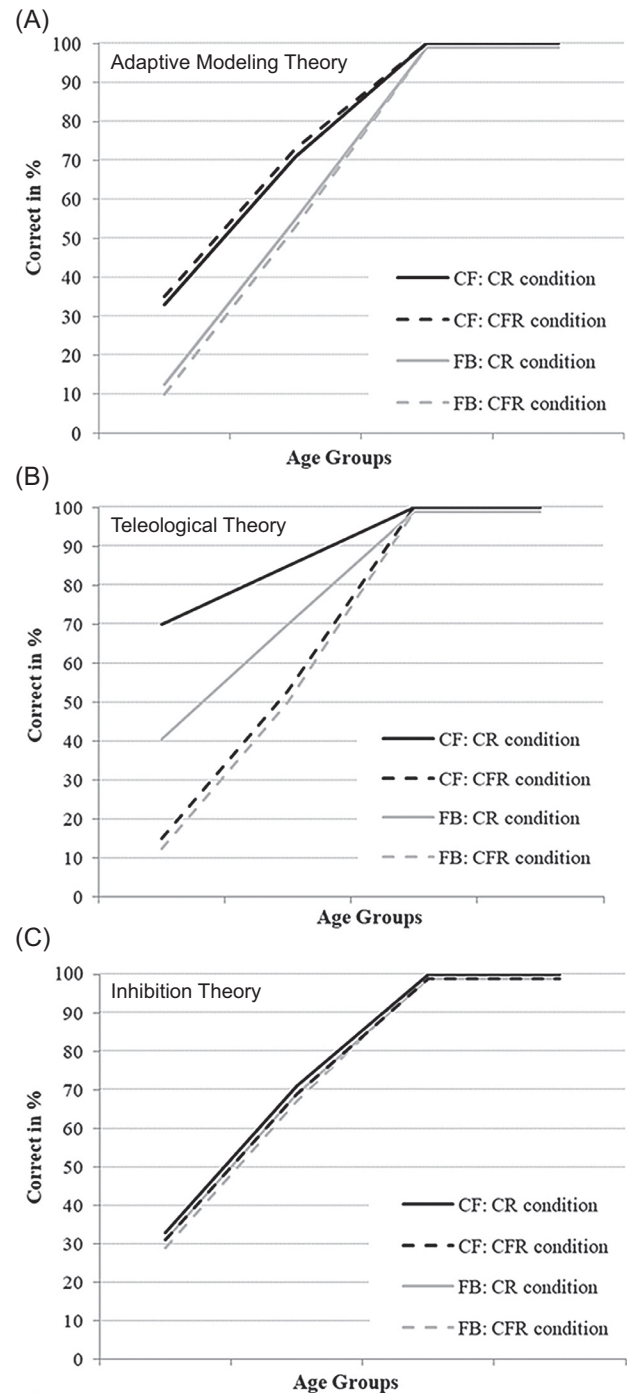 (A)
Adaptive Modeling Theory
100
90
80
70
60
50
40
30
20
10
0
Correct in %
CF: CR condition
CF: CFR condition
FB: CR condition
FB: CFR condition
Age Groups
(B)
Teleological Theory
100
90
80
70
60
50
40
30
20
10
0
Correct in %
CF: CR condition
CF: CFR condition
FB: CR condition
FB: CFR condition
Age Groups
(C)
Inhibition Theory
100
90
80
70
60
50
40
30
20
10
0
Correct in %
CF: CR condition
CF: CFR condition
FB: CR condition
FB: CFR condition
Age Groups